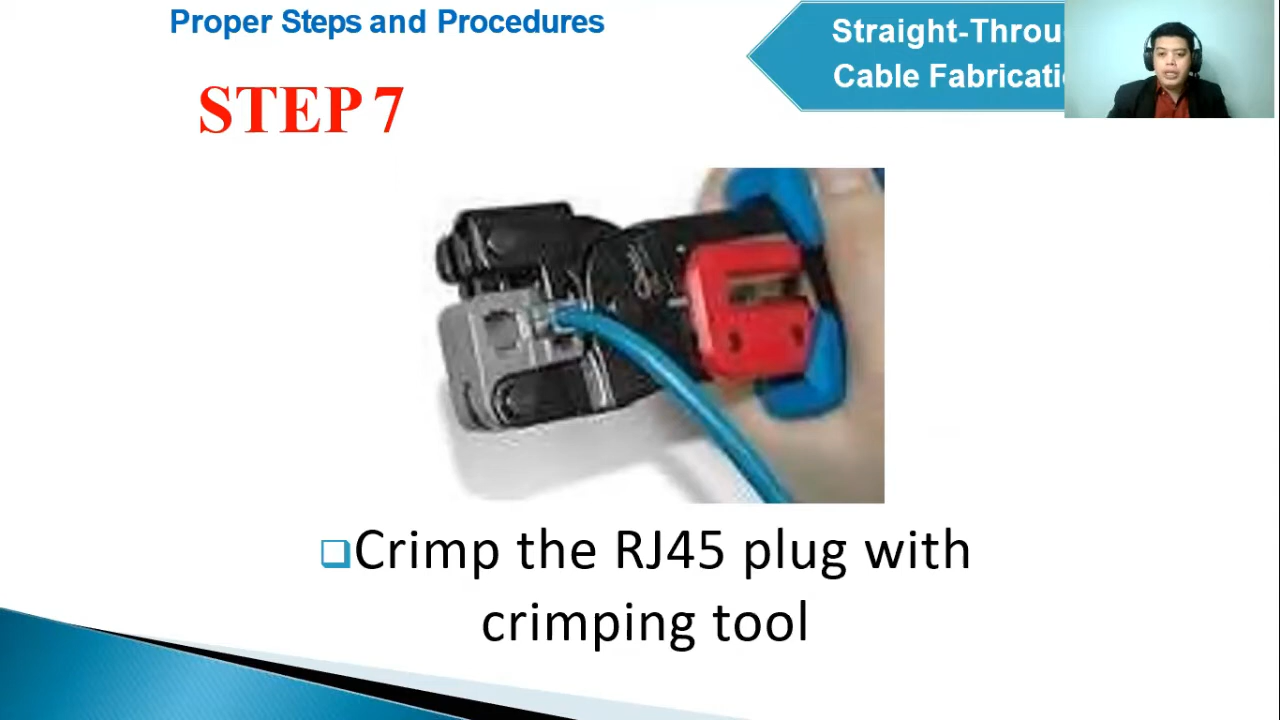 Proper Steps and Procedures
Straight-Throu
Cable Fabricati
STEP 7
Crimp the RJ45 plug with
crimping tool